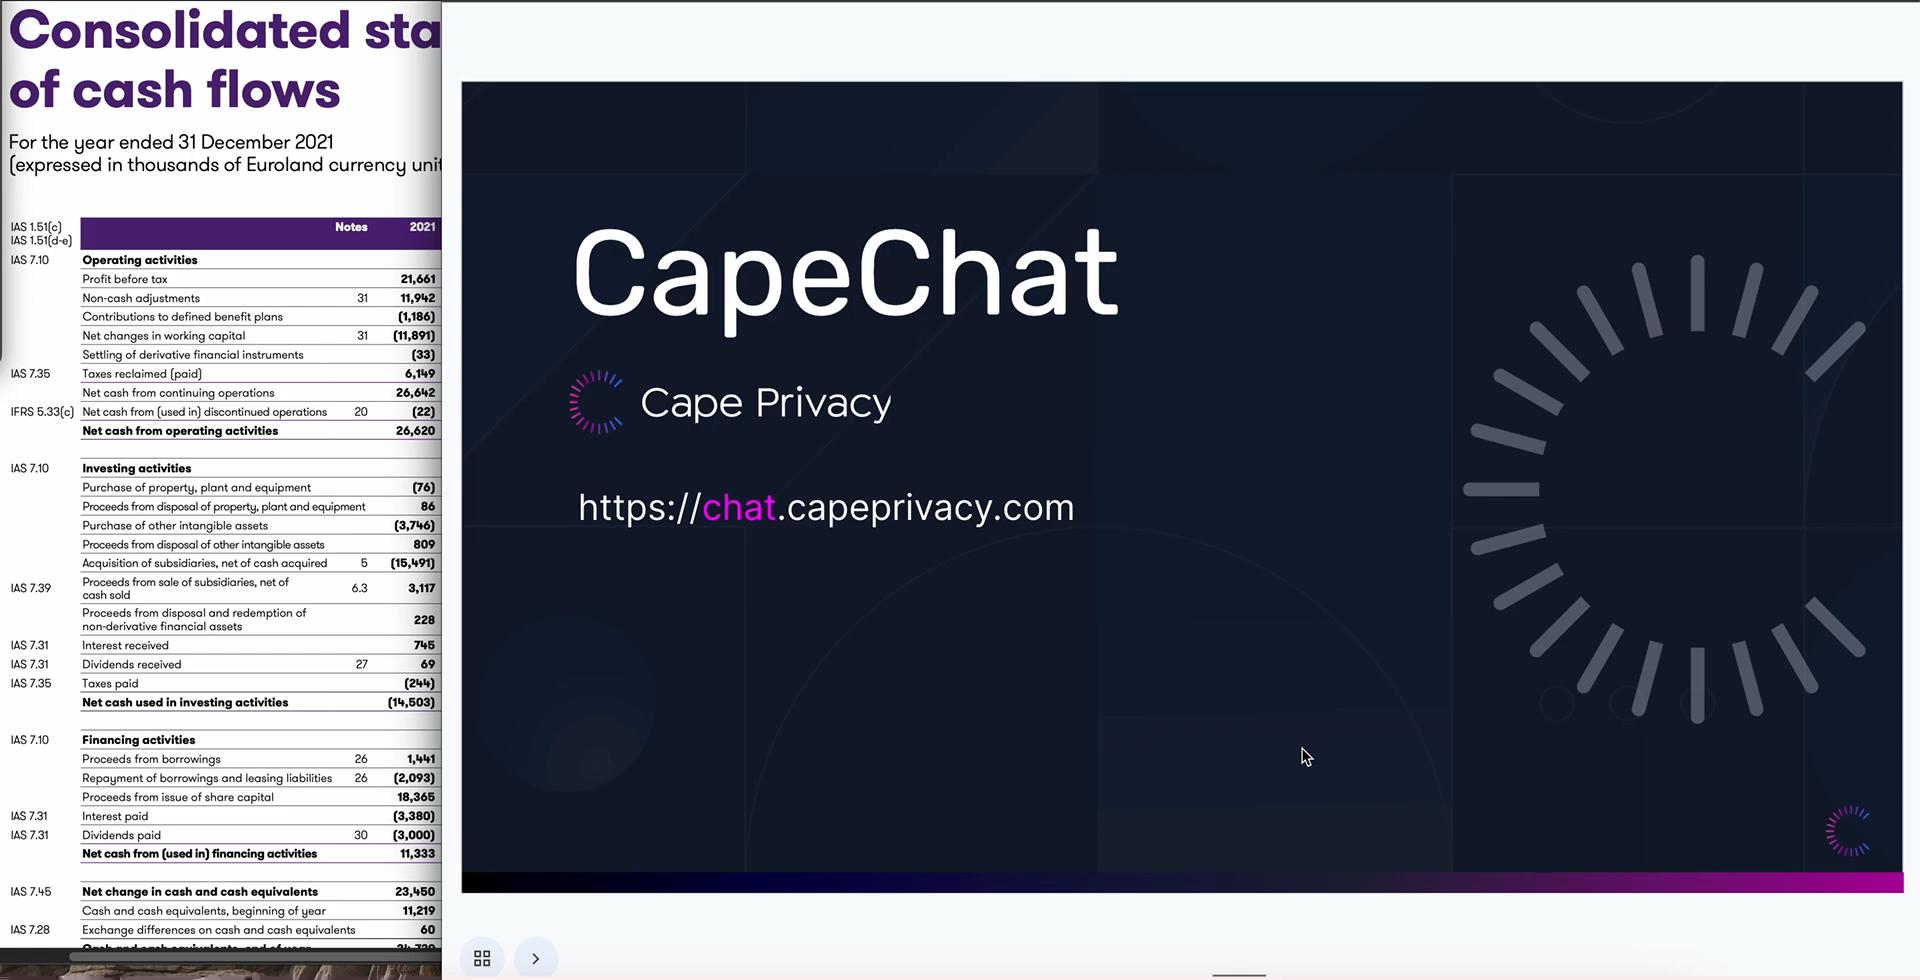 Consolidated sta
of cash flows
For the year ended 31 December 2021
(expressed in thousands of Euroland currency unit
IAS 1.51(c)
IAS 1.51(d-e)
Notes 2021
IAS 7.10 Operating activities
Profit before tax 21,661
Non-cash adjustments 31 11,942
Contributions to defined benefit plans (1,186)
Net changes in working capital 31 (11,891)
Settling of derivative financial instruments (33)
IAS 7.35 Taxes reclaimed (paid) 6,149
Net cash from continuing operations 26,642
IFRS 5.33(c) Net cash from (used in) discontinued operations 20 (22)
Net cash from operating activities 26,620
IAS 7.10 Investing activities
Purchase of property, plant and equipment (76)
Proceeds from disposal of property, plant and equipment 86
Purchase of other intangible assets (3,746)
Proceeds from disposal of other intangible assets 809
Acquisition of subsidiaries, net of cash acquired 5 (15,491)
IAS 7.39 Proceeds from sale of subsidiaries, net of
cash sold 6.3 3,117
Proceeds from disposal and redemption of
non-derivative financial assets 228
IAS 7.31 Interest received 745
IAS 7.31 Dividends received 27 69
IAS 7.35 Taxes paid (244)
Net cash used in investing activities (14,503)
IAS 7.10 Financing activities
Proceeds from borrowings 26 1,441
Repayment of borrowings and leasing liabilities 26 (2,093)
Proceeds from issue of share capital 18,365
IAS 7.31 Interest paid (3,380)
IAS 7.31 Dividends paid 30 (3,000)
Net cash from (used in) financing activities 11,333
IAS 7.45 Net change in cash and cash equivalents 23,450
Cash and cash equivalents, beginning of year 11,219
IAS 7.28 Exchange differences on cash and cash equivalents 60
CapeChat
Cape Privacy
https://chat.capeprivacy.com